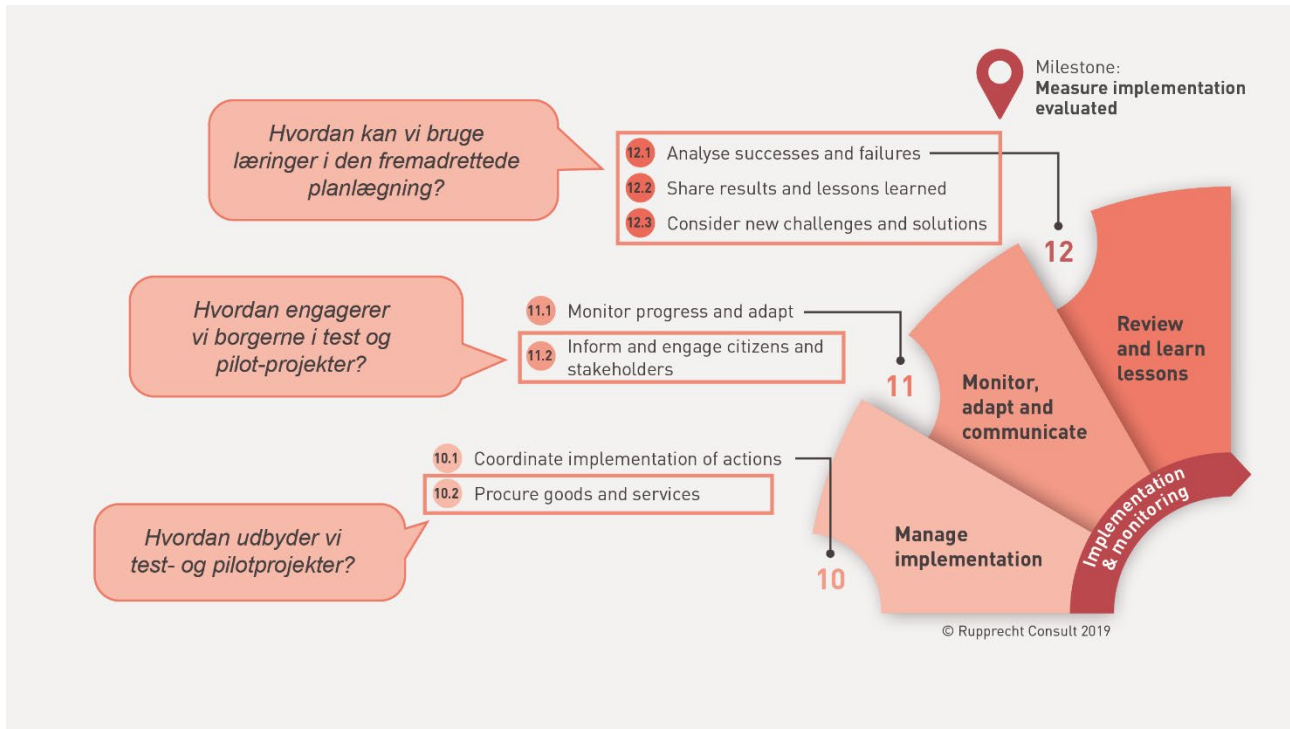 Milestone:
Measure implementation
evaluated
Hvordan kan vi bruge
læringer i den fremadrettede
planlægning?
12.1 Analyse successes and failures
12.2 Share results and lessons learned
12.3 Consider new challenges and solutions
12
Review
and learn
lessons
Hvordan engagerer
vi borgerne i test og
pilot-projekter?
11.1 Monitor progress and adapt
11.2 Inform and engage citizens and
stakeholders
11
Monitor,
adapt and
communicate
10.1 Coordinate implementation of actions
10.2 Procure goods and services
Hvordan udbyder vi
test- og pilotprojekter?
10
Manage
implementation
Implementation
& monitoring
© Rupprecht Consult 2019